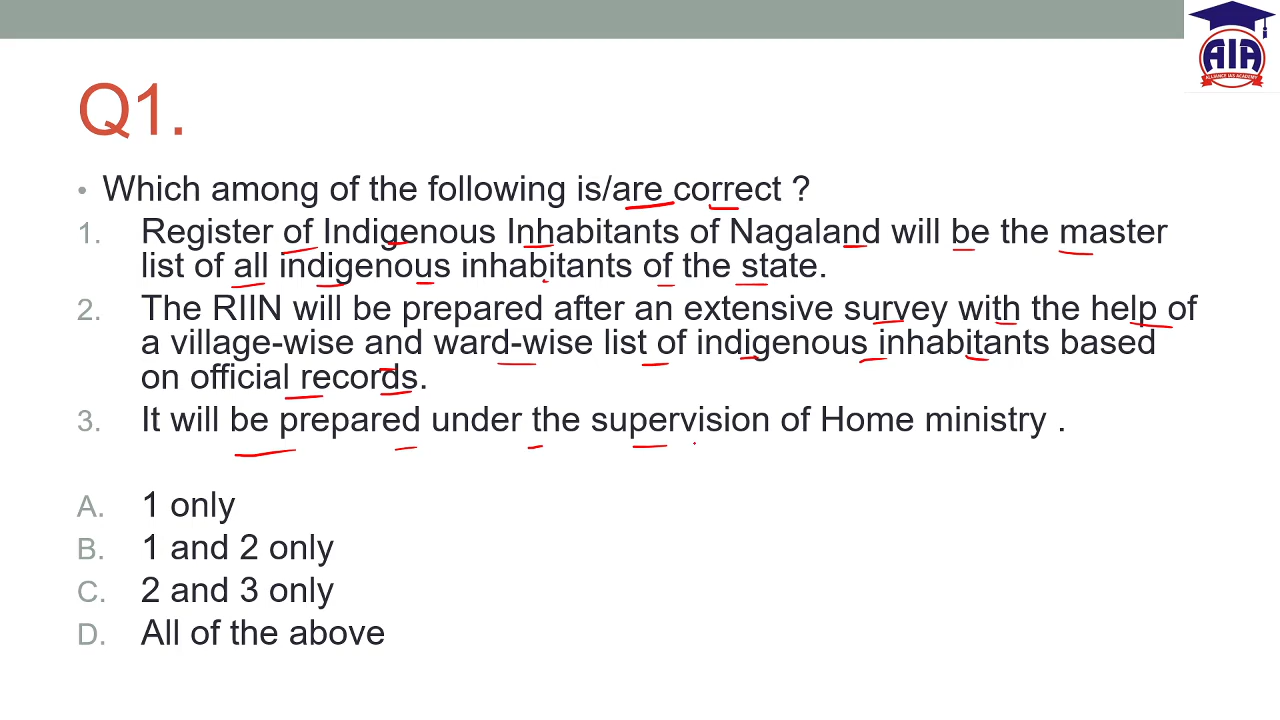 AIA
ALLIANCE IAS ACADEMY
Q1.
• Which among of the following is/are correct ?
1. Register of Indigenous Inhabitants of Nagaland will be the master
list of all indigenous inhabitants of the state.
2. The RIIN will be prepared after an extensive survey with the help of
a village-wise and ward-wise list of indigenous inhabitants based
on official records.
3. It will be prepared under the supervision of Home ministry .
A. 1 only
B. 1 and 2 only
C. 2 and 3 only
D. All of the above